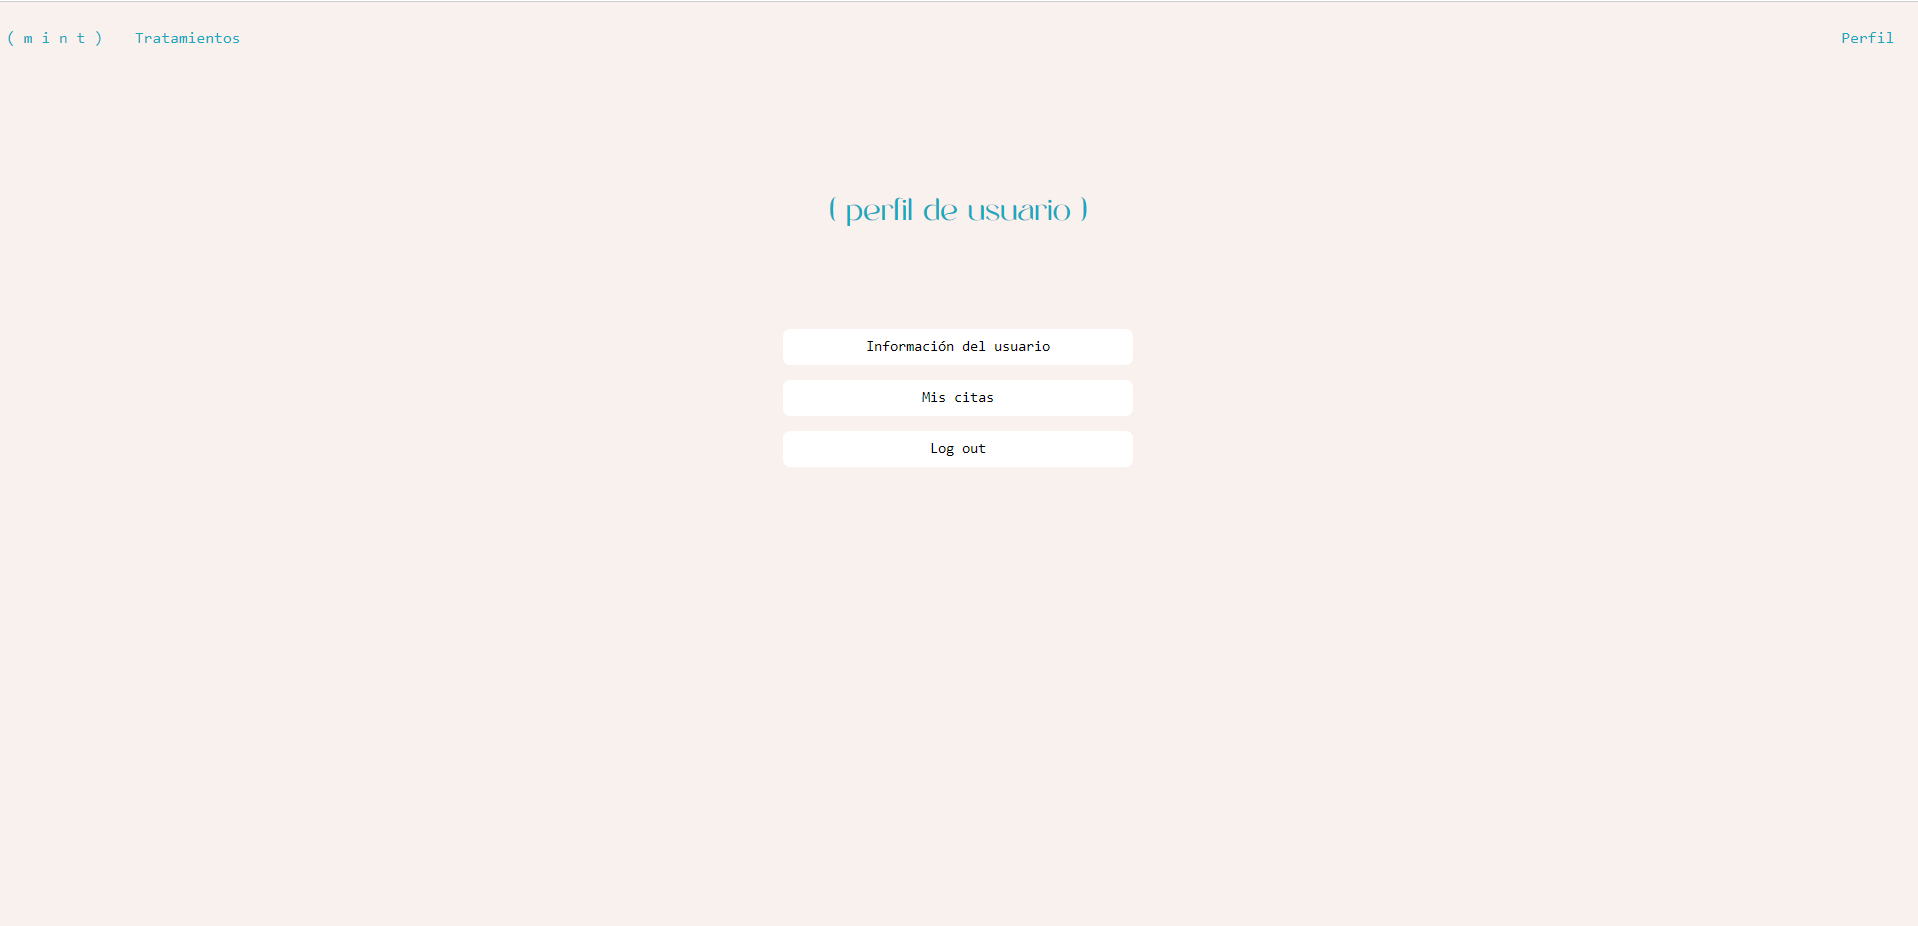 ( m i n t ) Tratamientos Perfil
( perfil de usuario )
Información del usuario
Mis citas
Log out